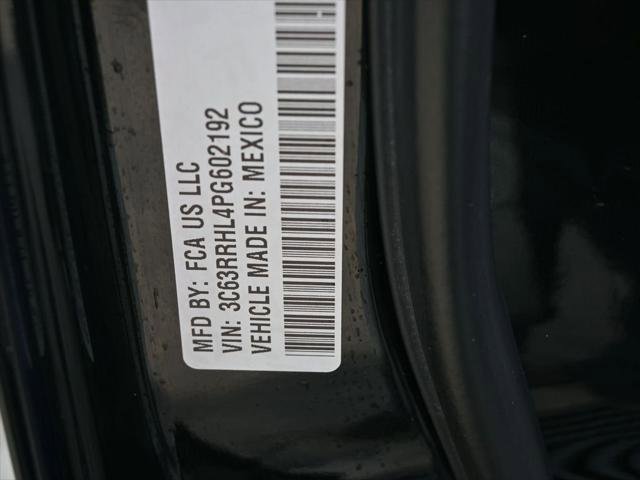 MFD BY: FCA US LLC
VIN: 3C63RRHL4PG602192
VEHICLE MADE IN: MEXICO